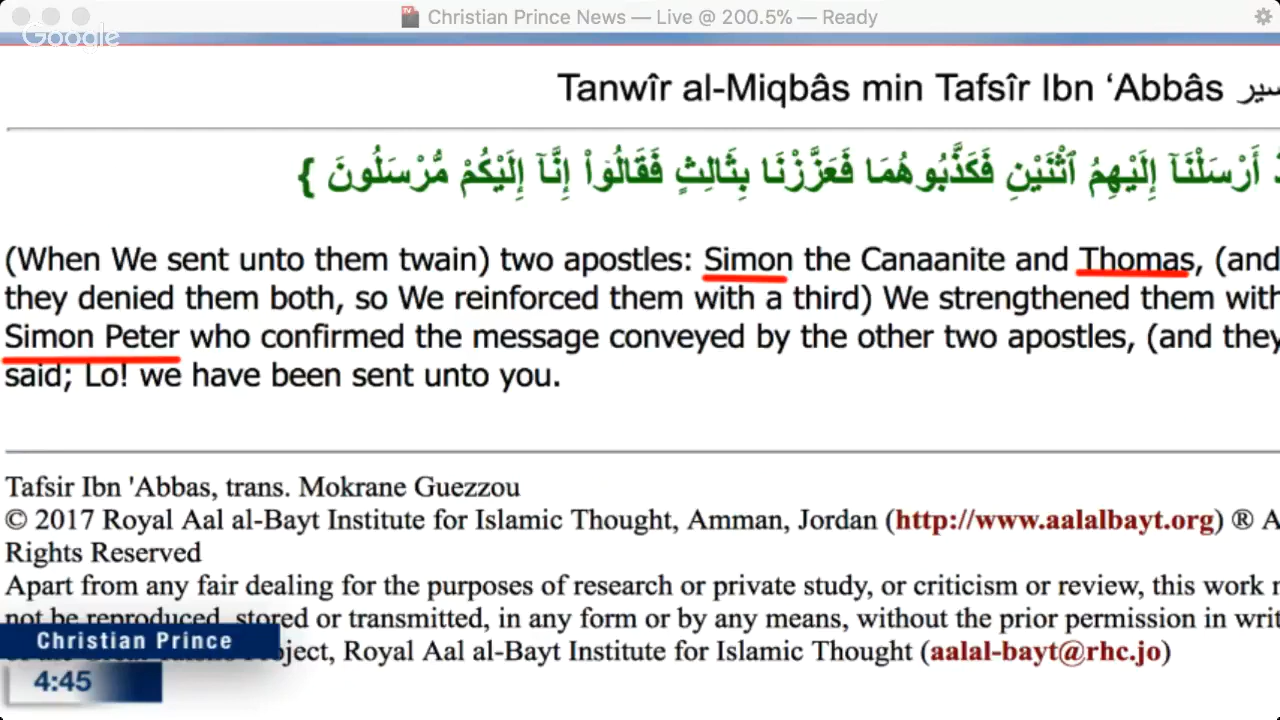 Christian Prince News — Live @ 200.5% — Ready
Google
Tanwîr al-Miqbâs min Tafsîr Ibn ‘Abbâs
أَرْسَلْنَآ إِلَيْهِمُ ٱثْنَيْنِ فَكَذَّبُوهُمَا فَعَزَّزْنَا بِثَالِثٍ فَقَالُوۤاْ إِنَّآ إِلَيْكُمْ مُّرْسَلُونَ }
(When We sent unto them twain) two apostles: Simon the Canaanite and Thomas, (and
they denied them both, so We reinforced them with a third) We strengthened them with
Simon Peter who confirmed the message conveyed by the other two apostles, (and they
said; Lo! we have been sent unto you.
Tafsir Ibn 'Abbas, trans. Mokrane Guezzou
© 2017 Royal Aal al-Bayt Institute for Islamic Thought, Amman, Jordan (http://www.aalalbayt.org) ® A
Rights Reserved
Apart from any fair dealing for the purposes of research or private study, or criticism or review, this work
not be reproduced, stored or transmitted, in any form or by any means, without the prior permission in writ
Project, Royal Aal al-Bayt Institute for Islamic Thought (aalal-bayt@rhc.jo)
Christian Prince
4:45